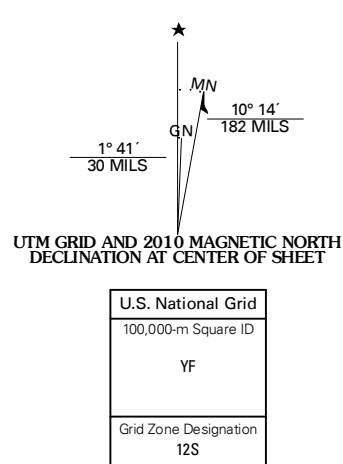 ★
MN
10° 14´
182 MILS
GN
1° 41´
30 MILS
UTM GRID AND 2010 MAGNETIC NORTH
DECLINATION AT CENTER OF SHEET
U.S. National Grid
100,000-m Square ID
YF
Grid Zone Designation
12S